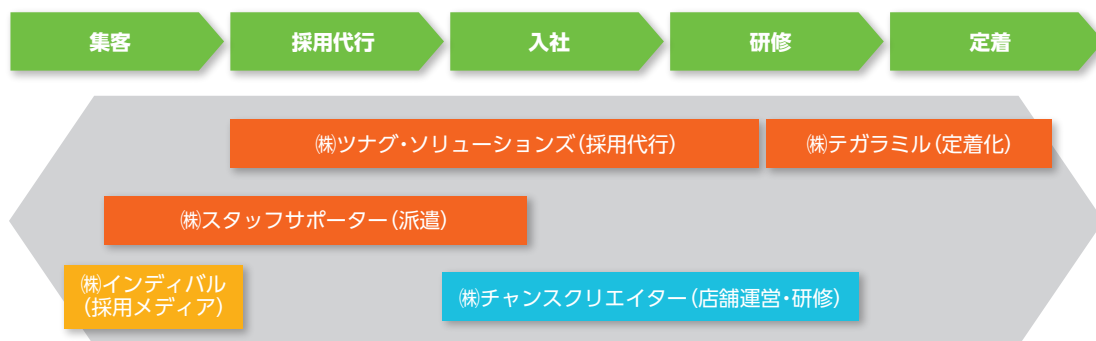 集客
採用代行
入社
研修
定着
㈱ツナグ・ソリューションズ(採用代行)
㈱テガラミル(定着化)
㈱スタッフサポーター(派遣)
㈱インディバル
(採用メディア)
㈱チャンスクリエイター(店舗運営・研修)